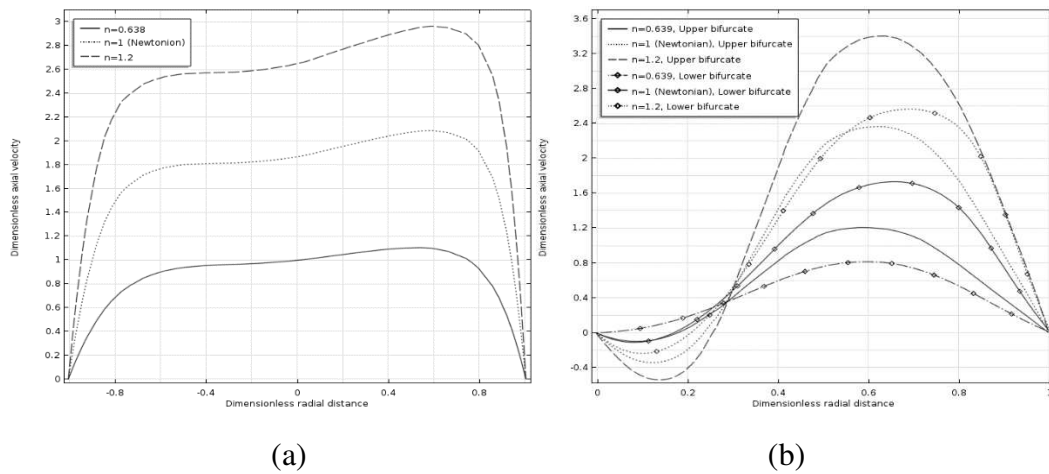 n=0.638
n=1 (Newtonion)
n=1.2
Dimensionless axial velocity
3
2.8
2.6
2.4
2.2
2
1.8
1.6
1.4
1.2
1
0.8
0.6
0.4
0.2
0
-0.8 -0.4 0 0.4 0.8
Dimensionless radial distance
(a)
n=0.639, Upper bifurcate
n=1 (Newtonian), Upper bifurcate
n=1.2, Upper bifurcate
n=0.639, Lower bifurcate
n=1 (Newtonian), Lower bifurcate
n=1.2, Lower bifurcate
Dimensionless axial velocity
3.6
3.2
2.8
2.4
2
1.6
1.2
0.8
0.4
0
-0.4
0 0.2 0.4 0.6 0.8 1
Dimensionless radial distance
(b)